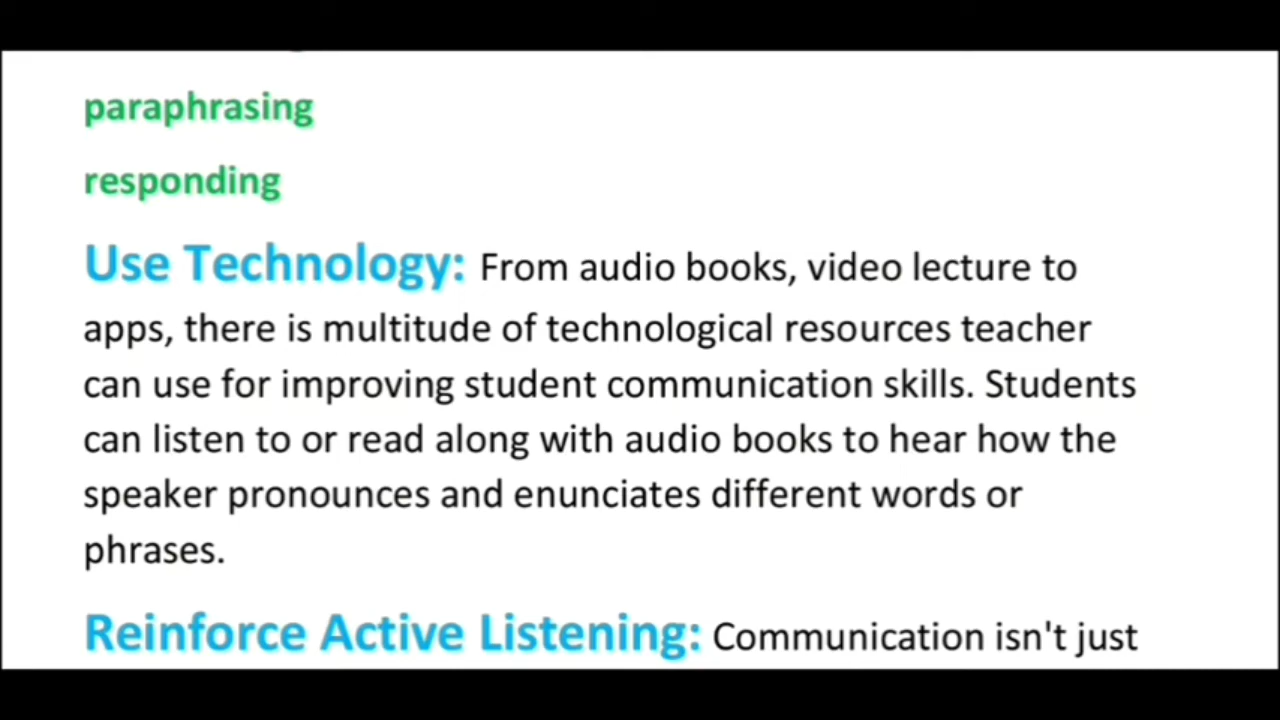 paraphrasing
responding
Use Technology: From audio books, video lecture to
apps, there is multitude of technological resources teacher
can use for improving student communication skills. Students
can listen to or read along with audio books to hear how the
speaker pronounces and enunciates different words or
phrases.
Reinforce Active Listening: Communication isn't just